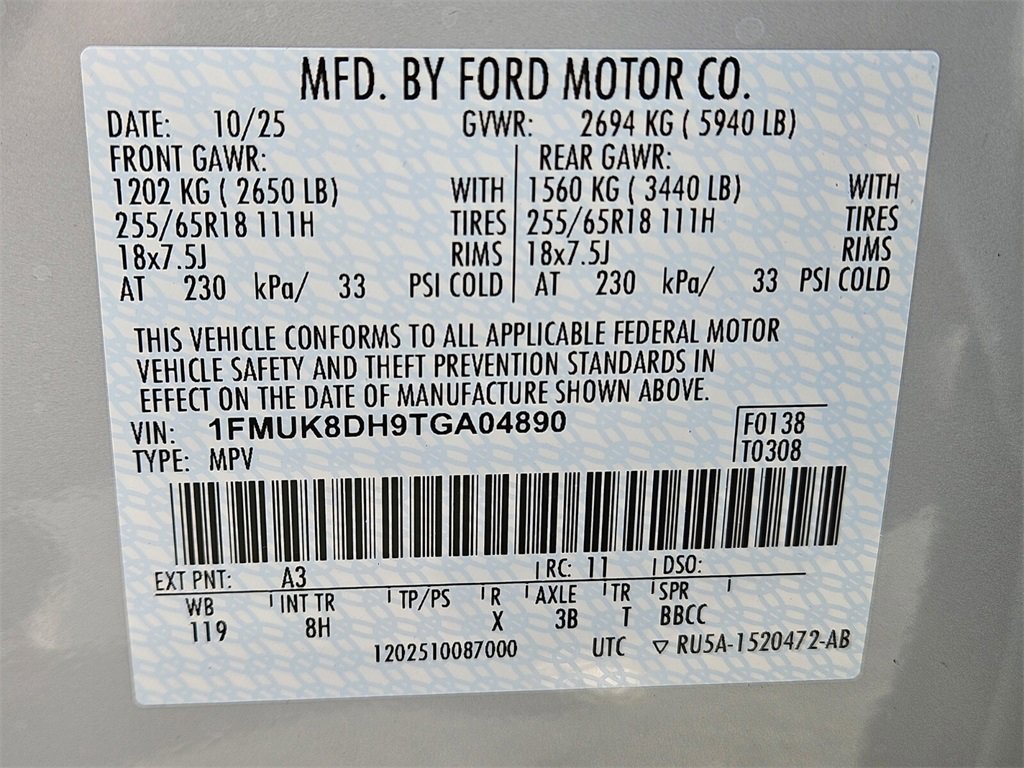 MFD. BY FORD MOTOR CO.
DATE: 10/25 GVWR: 2694 KG ( 5940 LB)
FRONT GAWR: REAR GAWR:
1202 KG ( 2650 LB) WITH 1560 KG ( 3440 LB) WITH
255/65R18 111H TIRES 255/65R18 111H TIRES
18x7.5J RIMS 18x7.5J RIMS
AT 230 kPa/ 33 PSI COLD AT 230 kPa/ 33 PSI COLD
THIS VEHICLE CONFORMS TO ALL APPLICABLE FEDERAL MOTOR
VEHICLE SAFETY AND THEFT PREVENTION STANDARDS IN
EFFECT ON THE DATE OF MANUFACTURE SHOWN ABOVE.
VIN: 1FMUK8DH9TGA04890 F0138
TYPE: MPV T0308
EXT PNT: A3 RC: 11 DSO:
WB INT TR TP/PS R AXLE TR SPR
119 8H X 3B T BBCC
1202510087000 UTC ▽ RU5A-1520472-AB